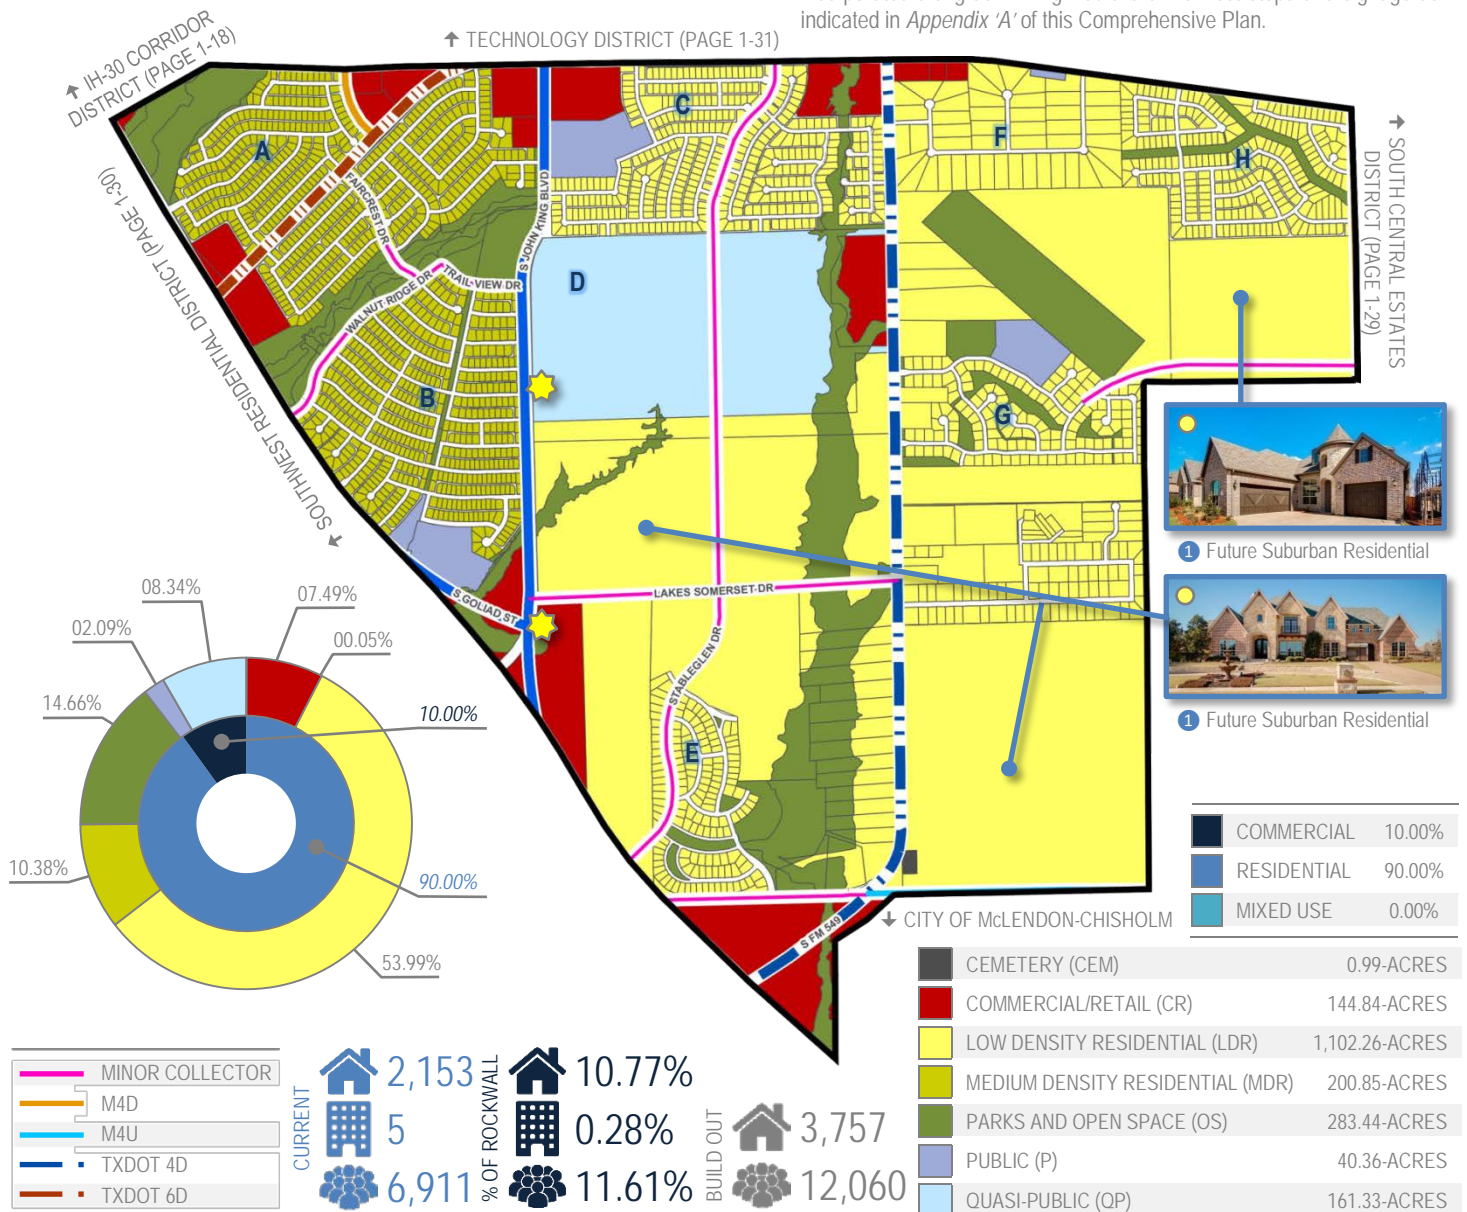 indicated in Appendix 'A' of this Comprehensive Plan.
↑ TECHNOLOGY DISTRICT (PAGE 1-31)
↑ IH-30 CORRIDOR
DISTRICT (PAGE 1-18)
→ SOUTH CENTRAL ESTATES
DISTRICT (PAGE 1-29)
SOUTHWEST RESIDENTIAL DISTRICT (PAGE 1-30)
A
B
C
D
E
F
G
H
FAIRCREST DR
WALNUT RIDGE DR
TRAIL VIEW DR
S JOHN KING BLVD
S GOLIAD ST
LAKES SOMERSET DR
STABLEGLEN DR
S FM 549
1 Future Suburban Residential
1 Future Suburban Residential
↓ CITY OF McLENDON-CHISHOLM
08.34%
07.49%
02.09%
00.05%
14.66%
10.00%
10.38%
90.00%
53.99%
COMMERCIAL 10.00%
RESIDENTIAL 90.00%
MIXED USE 0.00%
CEMETERY (CEM) 0.99-ACRES
COMMERCIAL/RETAIL (CR) 144.84-ACRES
LOW DENSITY RESIDENTIAL (LDR) 1,102.26-ACRES
MEDIUM DENSITY RESIDENTIAL (MDR) 200.85-ACRES
PARKS AND OPEN SPACE (OS) 283.44-ACRES
PUBLIC (P) 40.36-ACRES
QUASI-PUBLIC (QP) 161.33-ACRES
MINOR COLLECTOR
M4D
M4U
TXDOT 4D
TXDOT 6D
CURRENT
2,153
5
6,911
% OF ROCKWALL
10.77%
0.28%
11.61%
BUILD OUT
3,757
12,060